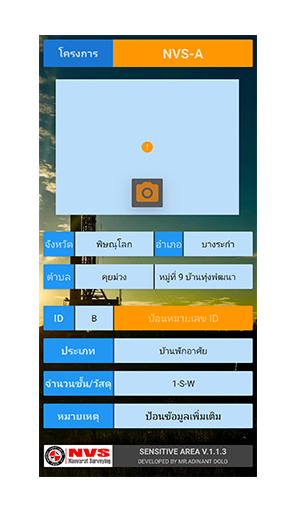 โครงการ NVS-A
จังหวัด พิษณุโลก อำเภอ บางระกำ
ตำบล คุยม่วง หมู่ที่ 9 บ้านทุ่งพัฒนา
ID B ป้อนหมายเลข ID
ประเภท บ้านพักอาศัย
จำนวนชั้น/วัสดุ 1-S-W
หมายเหตุ ป้อนข้อมูลเพิ่มเติม
NVS SENSITIVE AREA V.1.1.3
Naovarat Surveying DEVELOPED BY MR.ADINANT DOLO